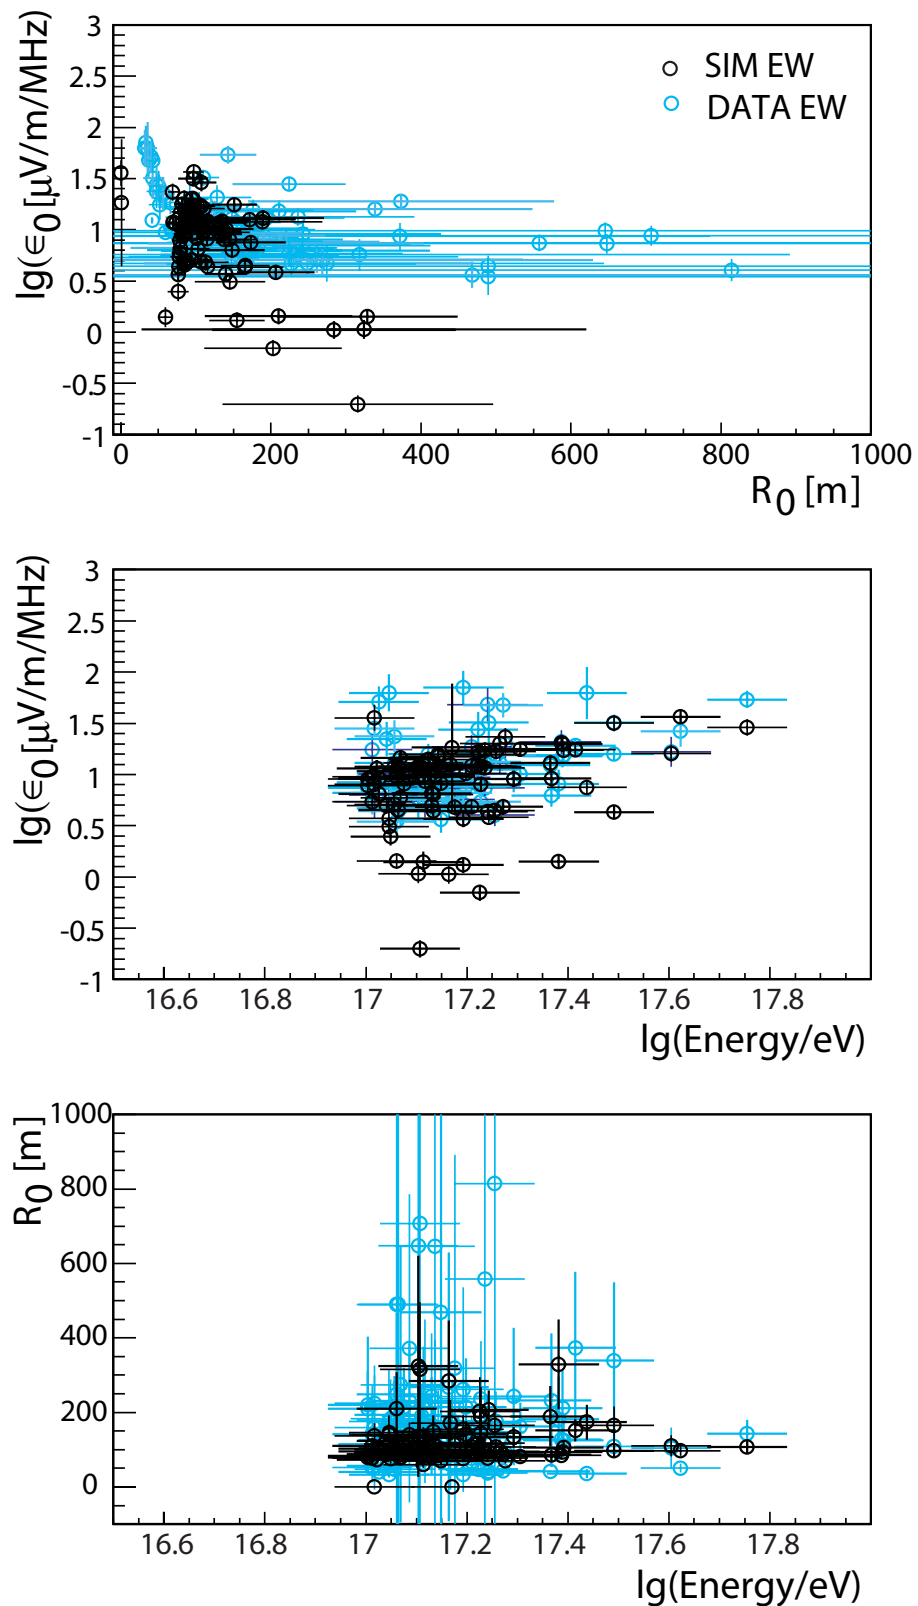 lg(ϵ0[μV/m/MHz)
3
2.5
2
1.5
1
0.5
0
-0.5
-1
SIM EW
DATA EW
0 200 400 600 800 1000
R0 [m]
lg(ϵ0[μV/m/MHz)
3
2.5
2
1.5
1
0.5
0
-0.5
-1
16.6 16.8 17 17.2 17.4 17.6 17.8
lg(Energy/eV)
R0 [m]
1000
800
600
400
200
0
16.6 16.8 17 17.2 17.4 17.6 17.8
lg(Energy/eV)